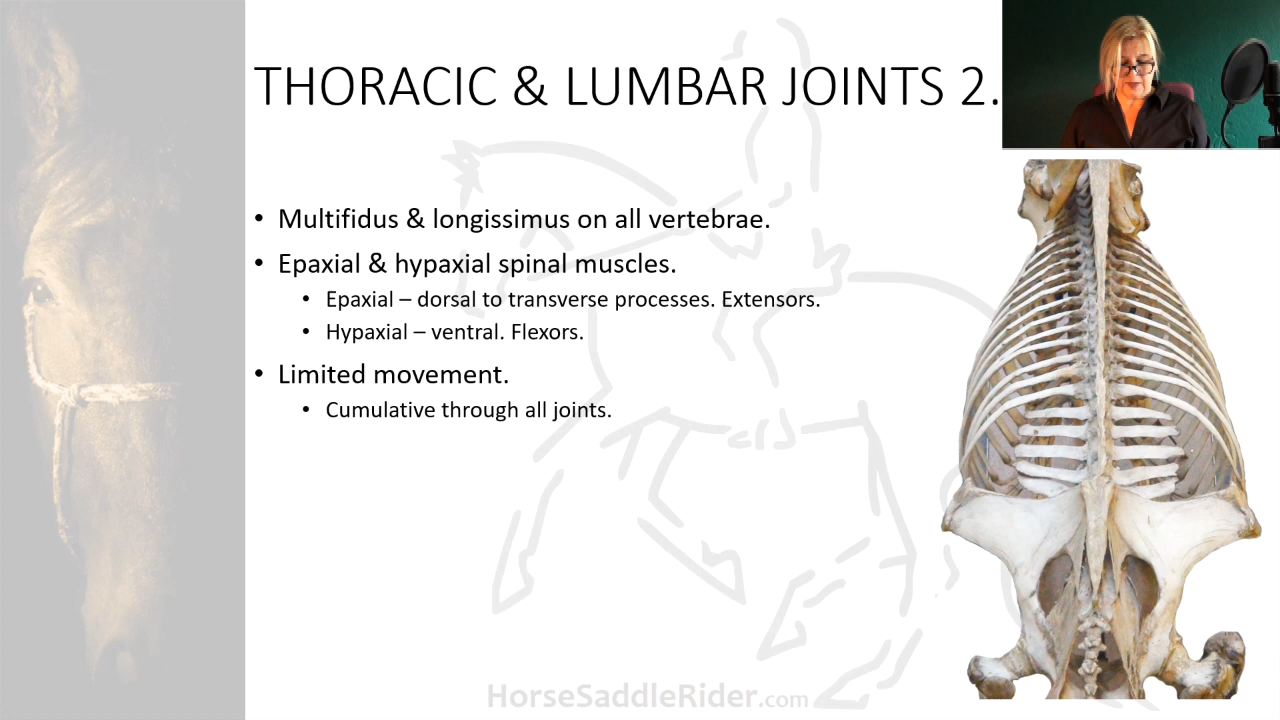 THORACIC & LUMBAR JOINTS 2.
• Multifidus & longissimus on all vertebrae.
• Epaxial & hypaxial spinal muscles.
• Epaxial – dorsal to transverse processes. Extensors.
• Hypaxial – ventral. Flexors.
• Limited movement.
• Cumulative through all joints.
HorseSaddleRider.com